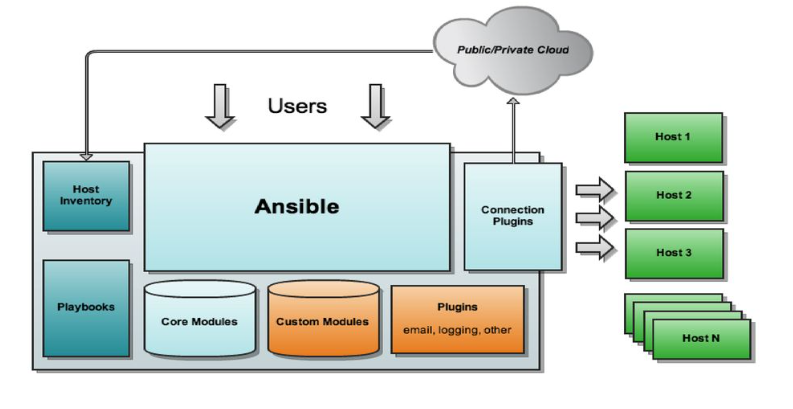 Public/Private Cloud
Users
Host
Inventory
Ansible
Connection
Plugins
Host 1
Host 2
Host 3
Host N
Playbooks
Core Modules
Custom Modules
Plugins
email, logging, other